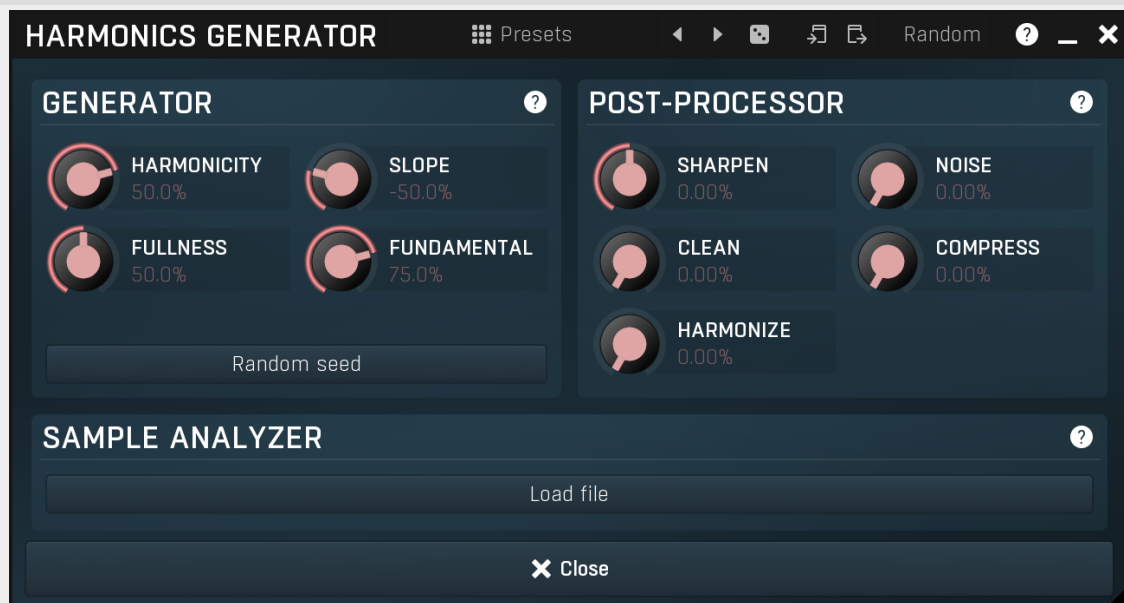 HARMONICS GENERATOR Presets Random ?
GENERATOR ?
HARMONICITY
50.0%
SLOPE
-50.0%
FULLNESS
50.0%
FUNDAMENTAL
75.0%
Random seed
POST-PROCESSOR ?
SHARPEN
0.00%
NOISE
0.00%
CLEAN
0.00%
COMPRESS
0.00%
HARMONIZE
0.00%
SAMPLE ANALYZER ?
Load file
Close